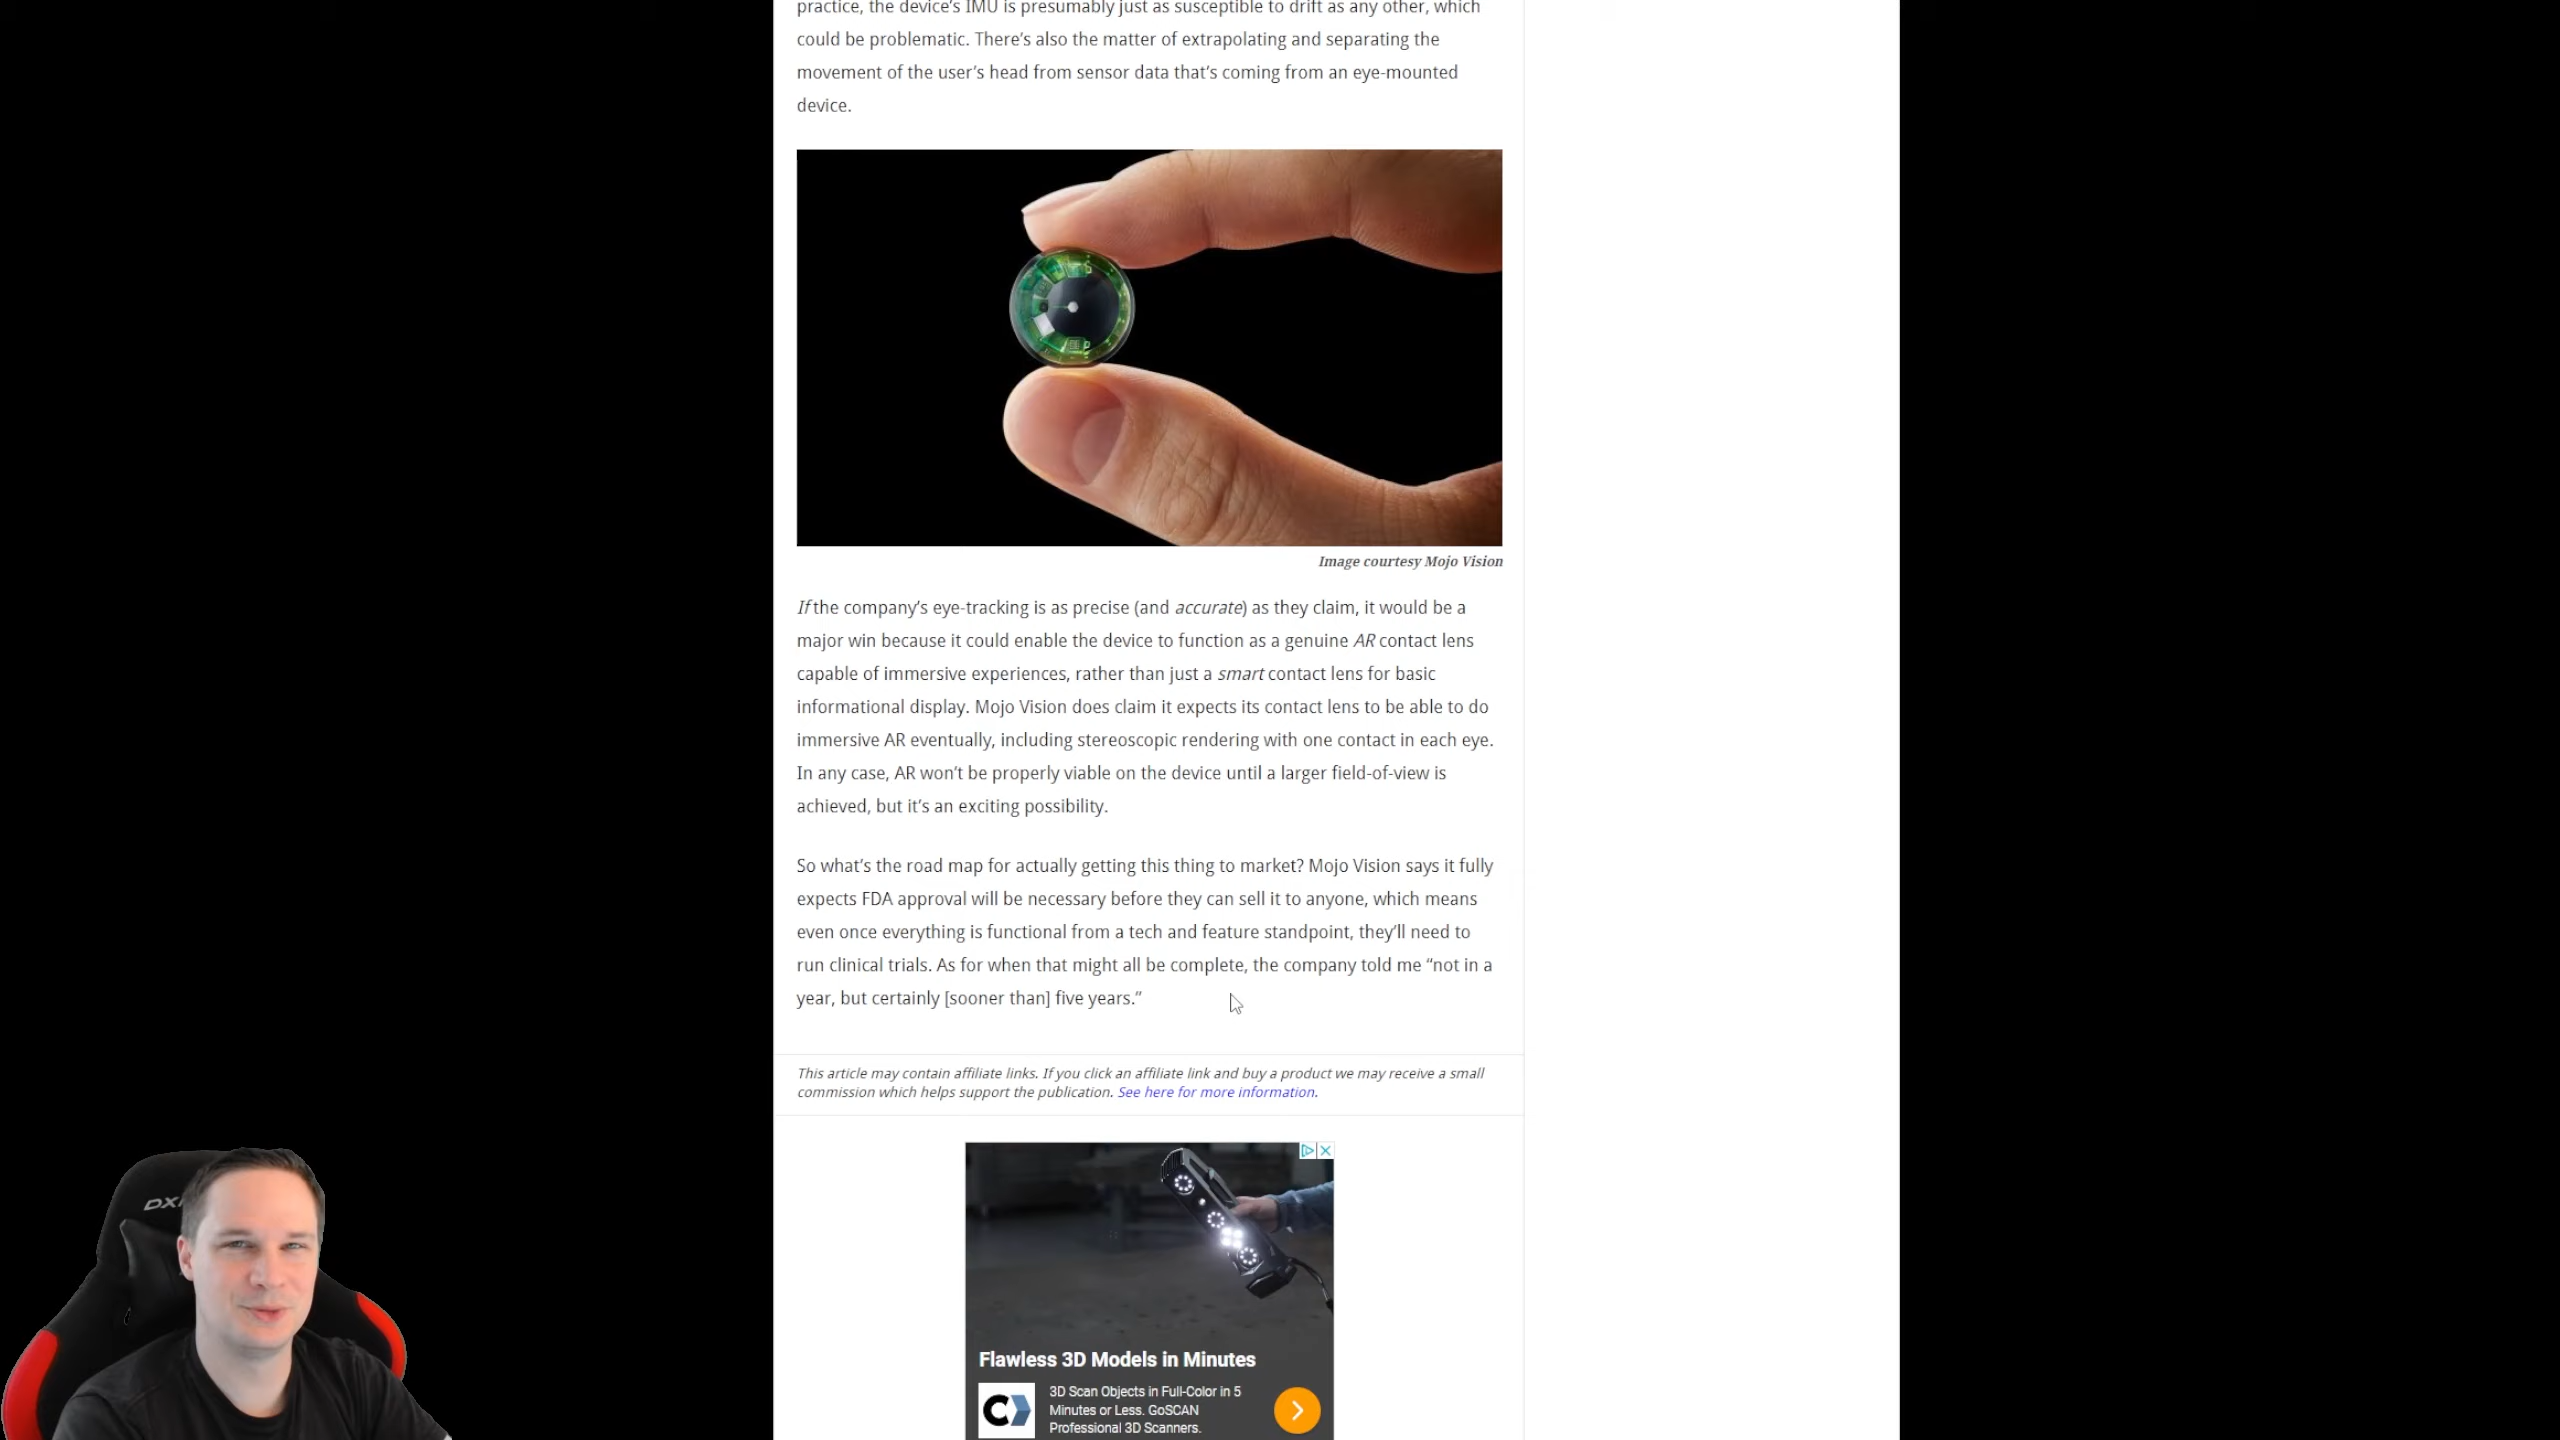 practice, the device’s IMU is presumably just as susceptible to drift as any other, which
could be problematic. There’s also the matter of extrapolating and separating the
movement of the user’s head from sensor data that’s coming from an eye-mounted
device.
Image courtesy Mojo Vision
If the company’s eye-tracking is as precise (and accurate) as they claim, it would be a
major win because it could enable the device to function as a genuine AR contact lens
capable of immersive experiences, rather than just a smart contact lens for basic
informational display. Mojo Vision does claim it expects its contact lens to be able to do
immersive AR eventually, including stereoscopic rendering with one contact in each eye.
In any case, AR won’t be properly viable on the device until a larger field-of-view is
achieved, but it’s an exciting possibility.
So what’s the road map for actually getting this thing to market? Mojo Vision says it fully
expects FDA approval will be necessary before they can sell it to anyone, which means
even once everything is functional from a tech and feature standpoint, they’ll need to
run clinical trials. As for when that might all be complete, the company told me “not in a
year, but certainly [sooner than] five years.”
This article may contain affiliate links. If you click an affiliate link and buy a product we may receive a small
commission which helps support the publication. See here for more information.
Flawless 3D Models in Minutes
3D Scan Objects in Full-Color in 5
Minutes or Less. GoSCAN
Professional 3D Scanners.